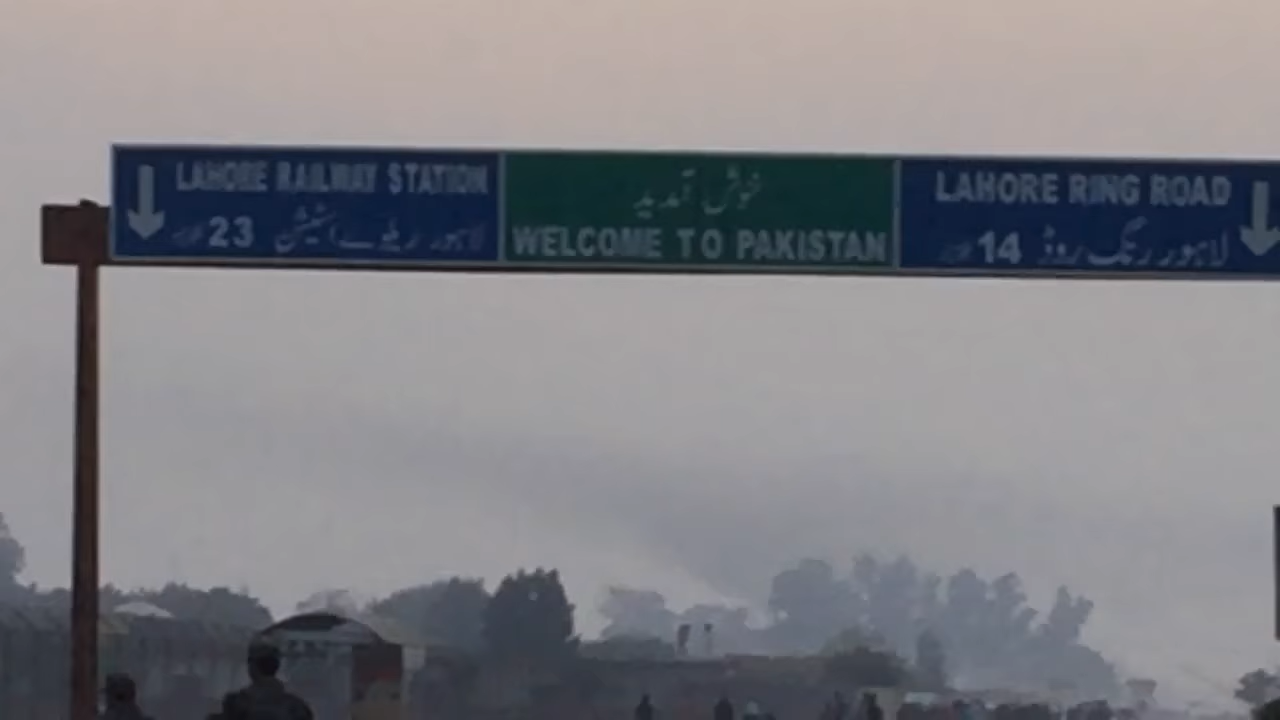 LAHORE RAILWAY STATION
23 لاہور ریلوے اسٹیشن
خوش آمدید
WELCOME TO PAKISTAN
LAHORE RING ROAD
14 لاہور رنگ روڈ